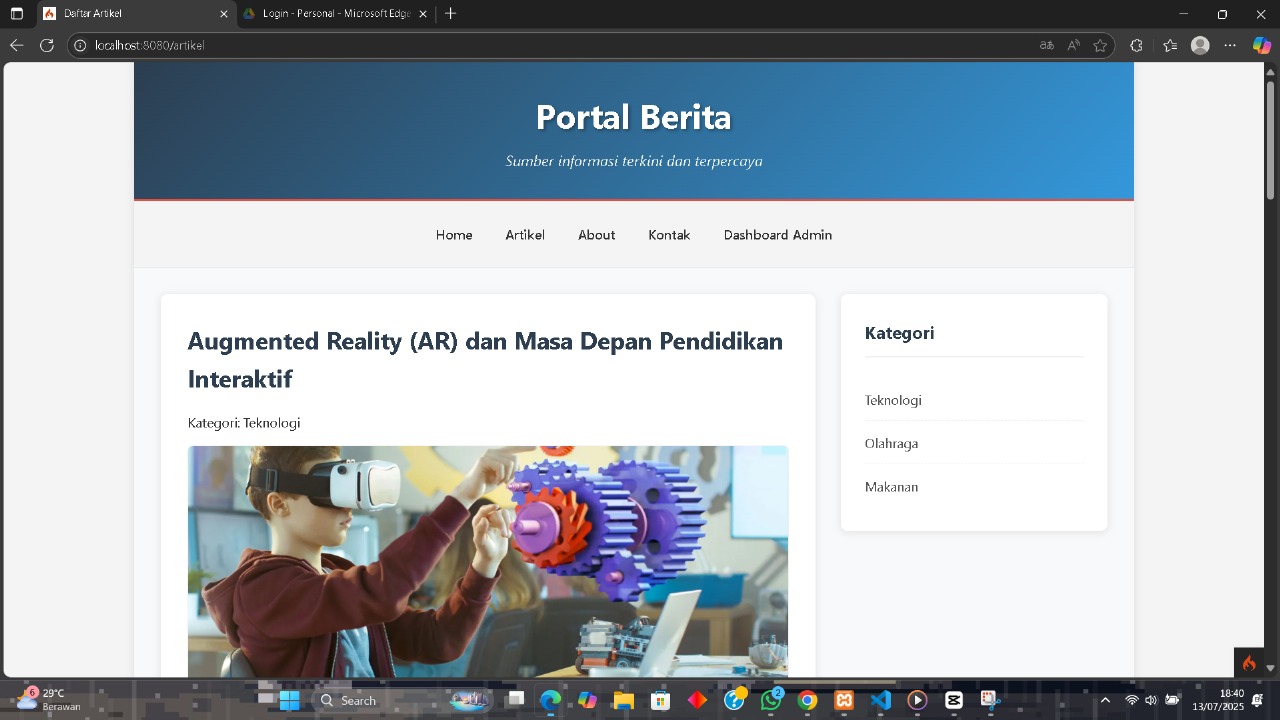 Daftar Artikel
Login - Personal - Microsoft Edge
localhost:8080/artikel
Portal Berita
Sumber informasi terkini dan terpercaya
Home Artikel About Kontak Dashboard Admin
Augmented Reality (AR) dan Masa Depan Pendidikan
Interaktif
Kategori: Teknologi
Kategori
Teknologi
Olahraga
Makanan
6
29°C
Berawan
Search
2
18:40
13/07/2025